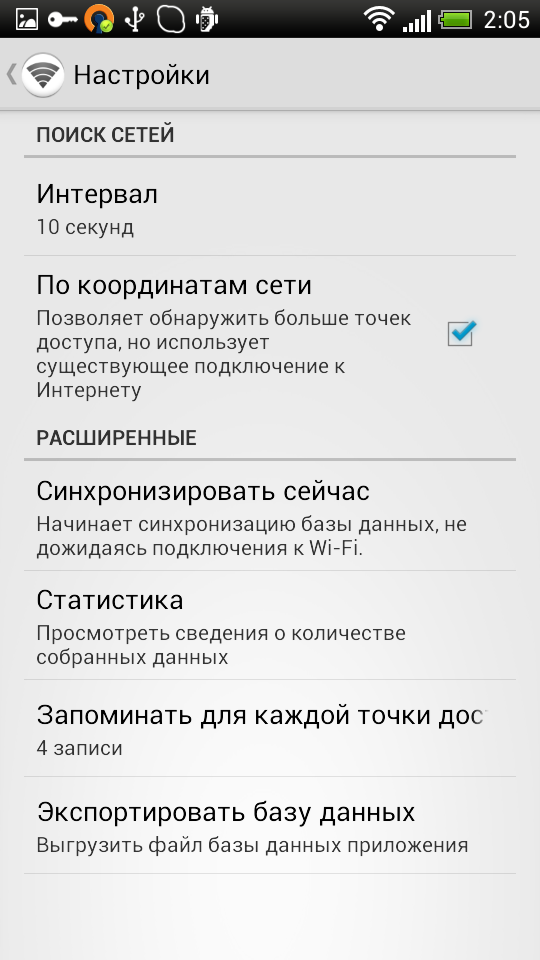 2:05
Настройки
ПОИСК СЕТЕЙ
Интервал
10 секунд
По координатам сети
Позволяет обнаружить больше точек
доступа, но использует
существующее подключение к
Интернету
РАСШИРЕННЫЕ
Синхронизировать сейчас
Начинает синхронизацию базы данных, не
дожидаясь подключения к Wi-Fi.
Статистика
Просмотреть сведения о количестве
собранных данных
Запоминать для каждой точки дос
4 записи
Экспортировать базу данных
Выгрузить файл базы данных приложения